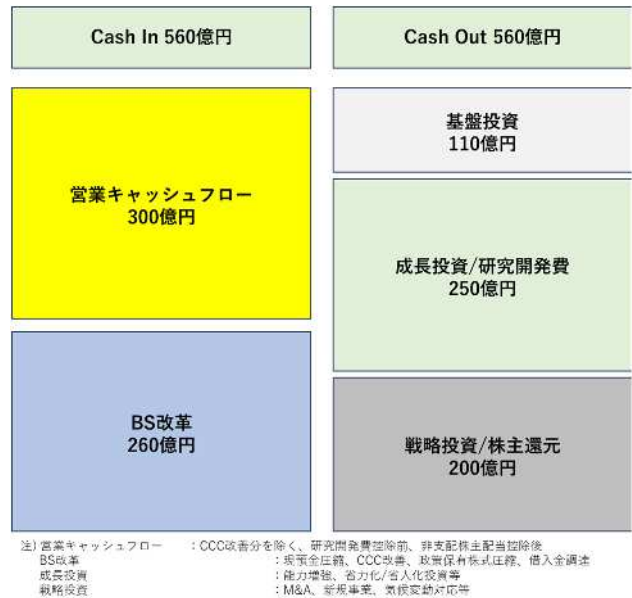 Cash In 560億円
Cash Out 560億円
営業キャッシュフロー
300億円
BS改革
260億円
基盤投資
110億円
成長投資/研究開発費
250億円
戦略投資/株主還元
200億円
注) 営業キャッシュフロー :CCC改善分を除く、研究開発費控除前、非支配株主配当控除後
BS改革 :現預金圧縮、CCC改善、政策保有株式圧縮、借入金調達
成長投資 :能力増強、省力化/省人化投資等
戦略投資 :M&A、新規事業、気候変動対応等